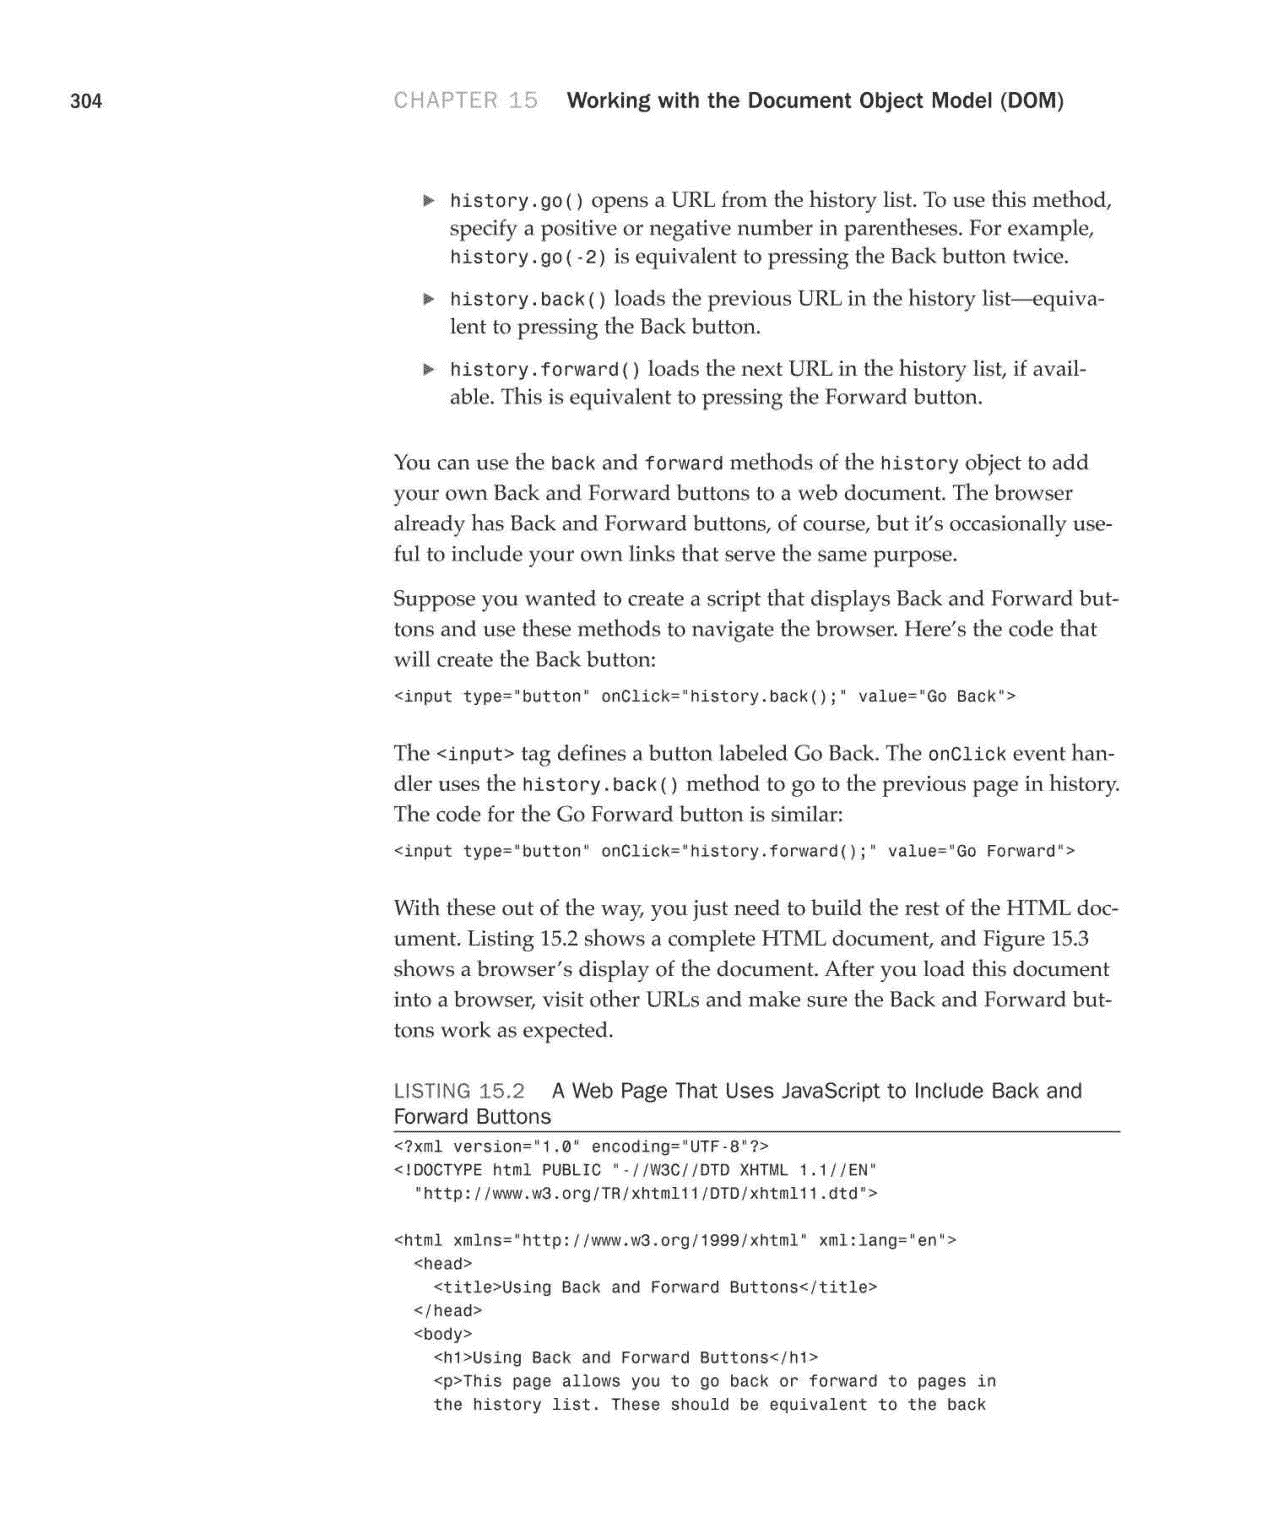 304
CHAPTER 15 Working with the Document Object Model (DOM)
history.go() opens a URL from the history list. To use this method,
specify a positive or negative number in parentheses. For example,
history.go(-2) is equivalent to pressing the Back button twice.
history.back() loads the previous URL in the history list—equiva-
lent to pressing the Back button.
history.forward() loads the next URL in the history list, if avail-
able. This is equivalent to pressing the Forward button.
You can use the back and forward methods of the history object to add
your own Back and Forward buttons to a web document. The browser
already has Back and Forward buttons, of course, but it's occasionally use-
ful to include your own links that serve the same purpose.
Suppose you wanted to create a script that displays Back and Forward but-
tons and use these methods to navigate the browser. Here's the code that
will create the Back button:
<input type="button" onClick="history.back();" value="Go Back">
The <input> tag defines a button labeled Go Back. The onClick event han-
dler uses the history.back() method to go to the previous page in history.
The code for the Go Forward button is similar:
<input type="button" onClick="history.forward();" value="Go Forward">
With these out of the way, you just need to build the rest of the HTML doc-
ument. Listing 15.2 shows a complete HTML document, and Figure 15.3
shows a browser's display of the document. After you load this document
into a browser, visit other URLs and make sure the Back and Forward but-
tons work as expected.
LISTING 15.2 A Web Page That Uses JavaScript to Include Back and
Forward Buttons
<?xml version="1.0" encoding="UTF-8"?>
<!DOCTYPE html PUBLIC "-//W3C//DTD XHTML 1.1//EN"
"http://www.w3.org/TR/xhtml11/DTD/xhtml11.dtd">
<html xmlns="http://www.w3.org/1999/xhtml" xml:lang="en">
<head>
<title>Using Back and Forward Buttons</title>
</head>
<body>
<h1>Using Back and Forward Buttons</h1>
<p>This page allows you to go back or forward to pages in
the history list. These should be equivalent to the back